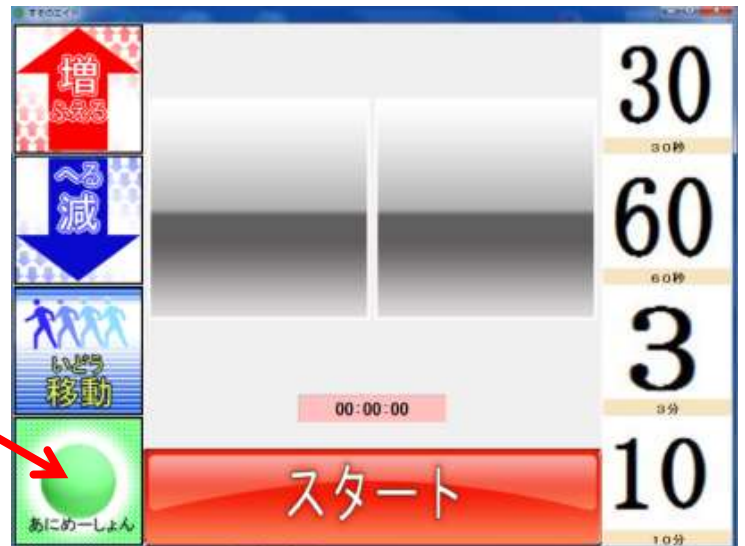 増
ふえる
へる
減
いどう
移動
あにめーしょん
00:00:00
スタート
30
30秒
60
60秒
3
3分
10
10分